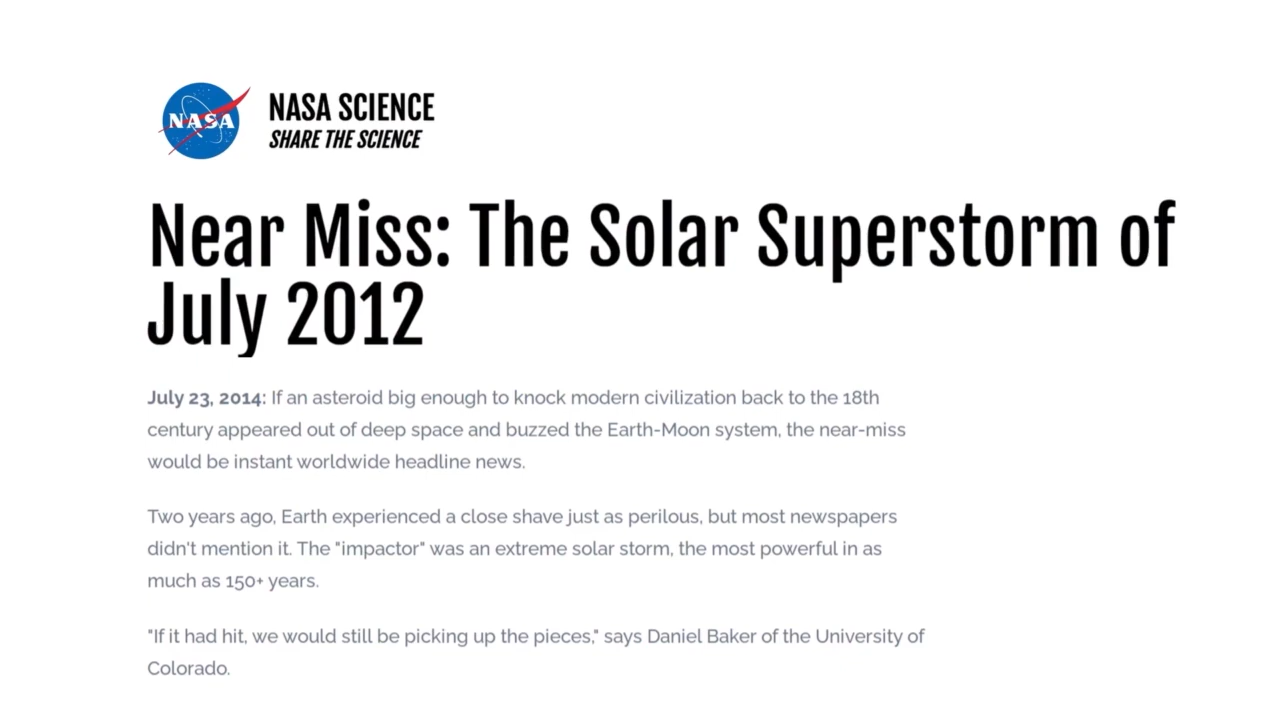 NASA
NASA SCIENCE
SHARE THE SCIENCE
Near Miss: The Solar Superstorm of
July 2012
July 23, 2014: If an asteroid big enough to knock modern civilization back to the 18th
century appeared out of deep space and buzzed the Earth-Moon system, the near-miss
would be instant worldwide headline news.
Two years ago, Earth experienced a close shave just as perilous, but most newspapers
didn't mention it. The "impactor" was an extreme solar storm, the most powerful in as
much as 150+ years.
"If it had hit, we would still be picking up the pieces," says Daniel Baker of the University of
Colorado.